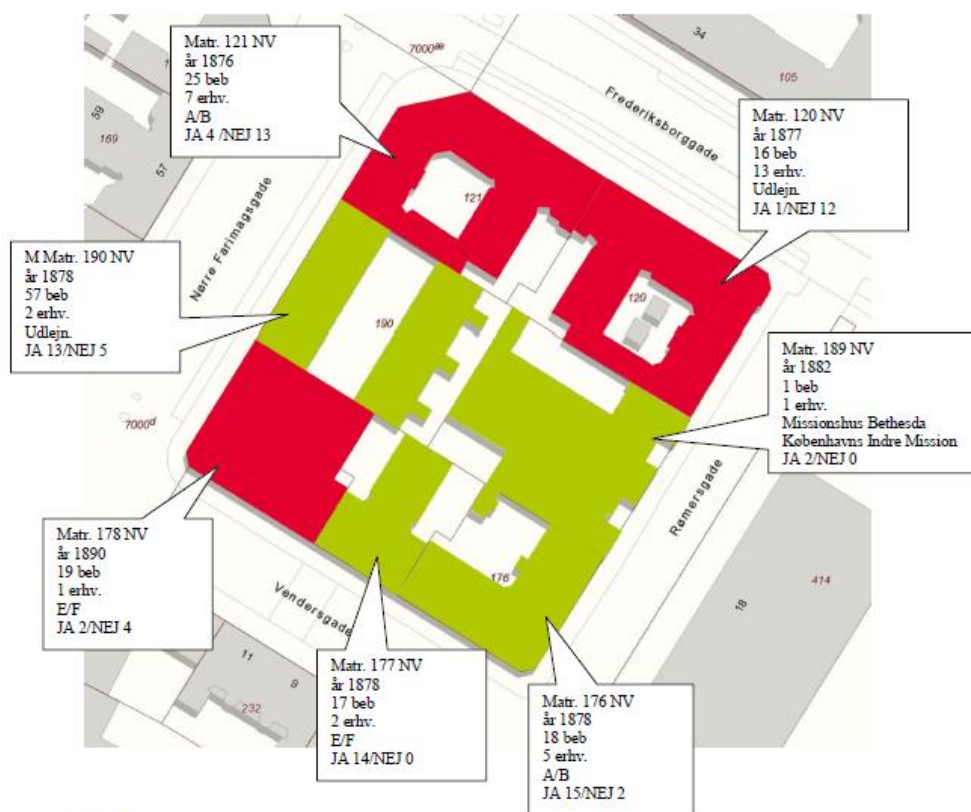 Matr. 121 NV
år 1876
25 beb
7 erhv.
A/B
JA 4 /NEJ 13
7000ae
34
105
Frederiksborggade
Matr. 120 NV
år 1877
16 beb
13 erhv.
Udlejn.
JA 1/NEJ 12
59
169
57
Nørre Farimagsgade
121
120
M Matr. 190 NV
år 1878
57 beb
2 erhv.
Udlejn.
JA 13/NEJ 5
190
Matr. 189 NV
år 1882
1 beb
1 erhv.
Missionshus Bethesda
Københavns Indre Mission
JA 2/NEJ 0
7000d
Rømersgade
Matr. 178 NV
år 1890
19 beb
1 erhv.
E/F
JA 2/NEJ 4
176
414
18
Vendersgade
11
9
232
Matr. 177 NV
år 1878
17 beb
2 erhv.
E/F
JA 14/NEJ 0
Matr. 176 NV
år 1878
18 beb
5 erhv.
A/B
JA 15/NEJ 2